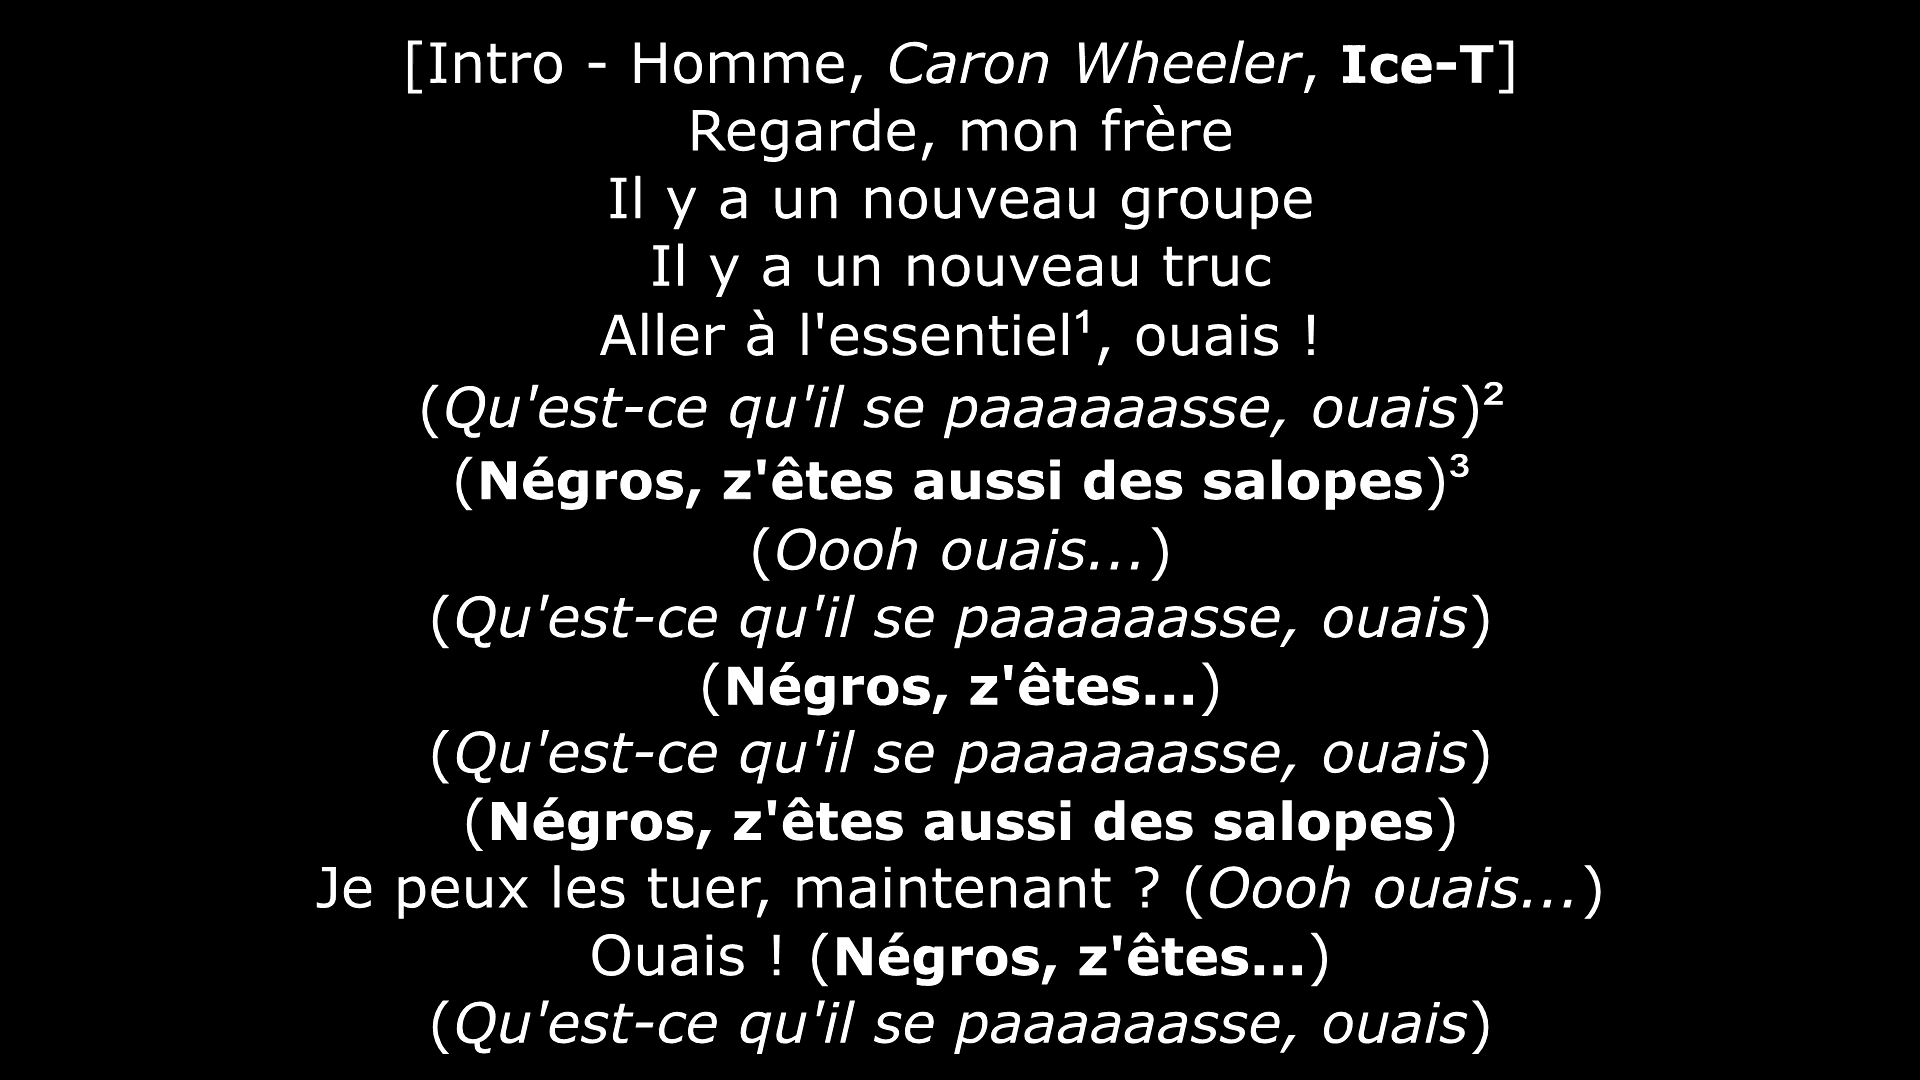 [Intro - Homme, Caron Wheeler, Ice-T]
Regarde, mon frère
Il y a un nouveau groupe
Il y a un nouveau truc
Aller à l'essentiel¹, ouais !
(Qu'est-ce qu'il se paaaaaasse, ouais)²
(Négros, z'êtes aussi des salopes)³
(Oooh ouais...)
(Qu'est-ce qu'il se paaaaaasse, ouais)
(Négros, z'êtes...)
(Qu'est-ce qu'il se paaaaaasse, ouais)
(Négros, z'êtes aussi des salopes)
Je peux les tuer, maintenant ? (Oooh ouais...)
Ouais ! (Négros, z'êtes...)
(Qu'est-ce qu'il se paaaaaasse, ouais)